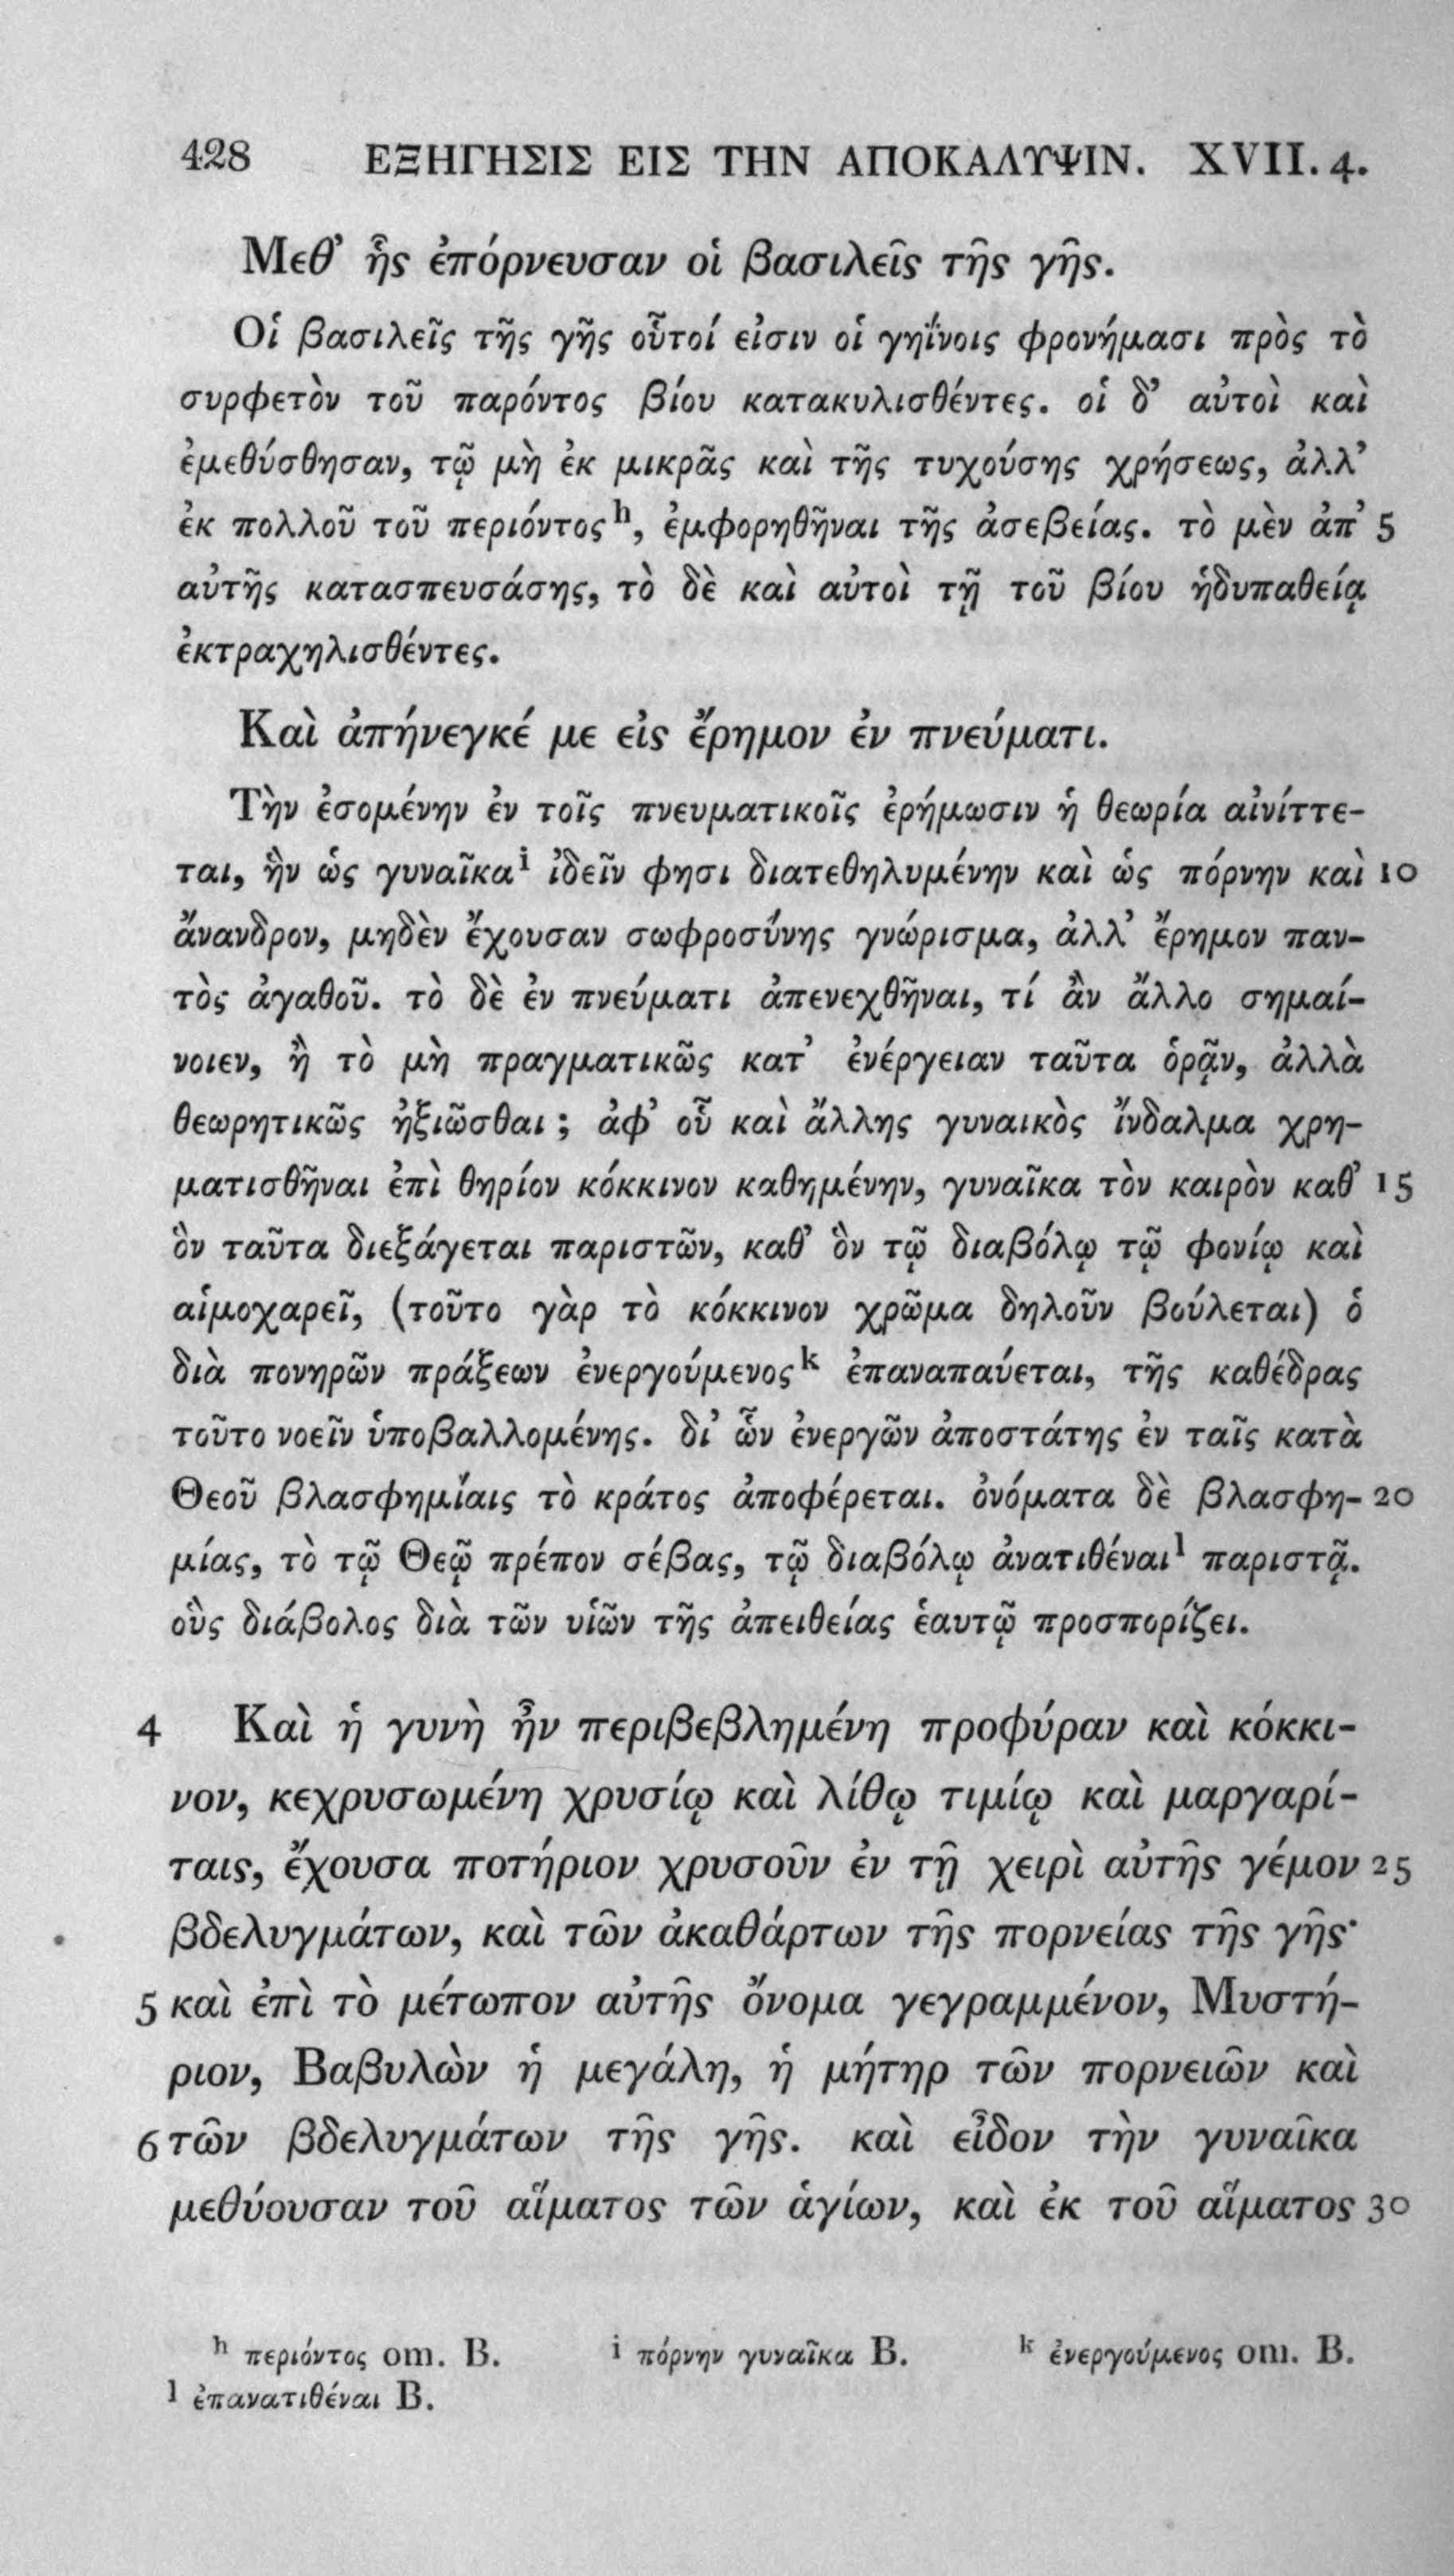 428 ΕΞΗΓΗΣΙΣ ΕΙΣ ΤΗΝ ΑΠΟΚΑΛΥΨΙΝ. XVII. 4.
Μεθ’ ἧς ἐπόρνευσαν οἱ βασιλεῖς τῆς γῆς.
Οἱ βασιλεῖς τῆς γῆς οὗτοί εἰσιν οἱ γηΐνοις φρονήμασι πρὸς τὸ
συρφετὸν τοῦ παρόντος βίου κατακυλισθέντες. οἱ δ’ αὐτοὶ καὶ
ἐμεθύσθησαν, τῷ μὴ ἐκ μικρᾶς καὶ τῆς τυχούσης χρήσεως, ἀλλ’
ἐκ πολλοῦ τοῦ περιόντος h, ἐμφορηθῆναι τῆς ἀσεβείας. τὸ μὲν ἀπ’ 5
αὐτῆς κατασπευσάσης, τὸ δὲ καὶ αὐτοὶ τῇ τοῦ βίου ἡδυπαθείᾳ
ἐκτραχηλισθέντες.
Καὶ ἀπήνεγκέ με εἰς ἔρημον ἐν πνεύματι.
Τὴν ἐσομένην ἐν τοῖς πνευματικοῖς ἐρήμωσιν ἡ θεωρία αἰνίττε-
ται, ἣν ὡς γυναῖκα i ἰδεῖν φησι διατεθηλυμένην καὶ ὡς πόρνην καὶ 10
ἄνανδρον, μηδὲν ἔχουσαν σωφροσύνης γνώρισμα, ἀλλ’ ἔρημον παν-
τὸς ἀγαθοῦ. τὸ δὲ ἐν πνεύματι ἀπενεχθῆναι, τί ἂν ἄλλο σημαί-
νοιεν, ἢ τὸ μὴ πραγματικῶς κατ’ ἐνέργειαν ταῦτα ὁρᾷν, ἀλλὰ
θεωρητικῶς ἠξιῶσθαι; ἀφ’ οὗ καὶ ἄλλης γυναικὸς ἴνδαλμα χρη-
ματισθῆναι ἐπὶ θηρίον κόκκινον καθημένην, γυναῖκα τὸν καιρὸν καθ’ 15
ὃν ταῦτα διεξάγεται παριστῶν, καθ’ ὃν τῷ διαβόλῳ τῷ φονίῳ καὶ
αἱμοχαρεῖ, (τοῦτο γὰρ τὸ κόκκινον χρῶμα δηλοῦν βούλεται) ὁ
διὰ πονηρῶν πράξεων ἐνεργούμενος k ἐπαναπαύεται, τῆς καθέδρας
τοῦτο νοεῖν ὑποβαλλομένης. δι’ ὧν ἐνεργῶν ἀποστάτης ἐν ταῖς κατὰ
Θεοῦ βλασφημίαις τὸ κράτος ἀποφέρεται. ὀνόματα δὲ βλασφη- 20
μίας, τὸ τῷ Θεῷ πρέπον σέβας, τῷ διαβόλῳ ἀνατιθέναι l παριστᾷ.
οὓς διάβολος διὰ τῶν υἱῶν τῆς ἀπειθείας ἑαυτῷ προσπορίζει.
4 Καὶ ἡ γυνὴ ἦν περιβεβλημένη προφύραν καὶ κόκκι-
νον, κεχρυσωμένη χρυσίῳ καὶ λίθῳ τιμίῳ καὶ μαργαρί-
ταις, ἔχουσα ποτήριον χρυσοῦν ἐν τῇ χειρὶ αὐτῆς γέμον 25
βδελυγμάτων, καὶ τῶν ἀκαθάρτων τῆς πορνείας τῆς γῆς·
5 καὶ ἐπὶ τὸ μέτωπον αὐτῆς ὄνομα γεγραμμένον, Μυστή-
ριον, Βαβυλὼν ἡ μεγάλη, ἡ μήτηρ τῶν πορνειῶν καὶ
6 τῶν βδελυγμάτων τῆς γῆς. καὶ εἶδον τὴν γυναῖκα
μεθύουσαν τοῦ αἵματος τῶν ἁγίων, καὶ ἐκ τοῦ αἵματος 30
h περιόντος om. B. i πόρνην γυναῖκα B. k ἐνεργούμενος om. B.
l ἐπανατιθέναι B.